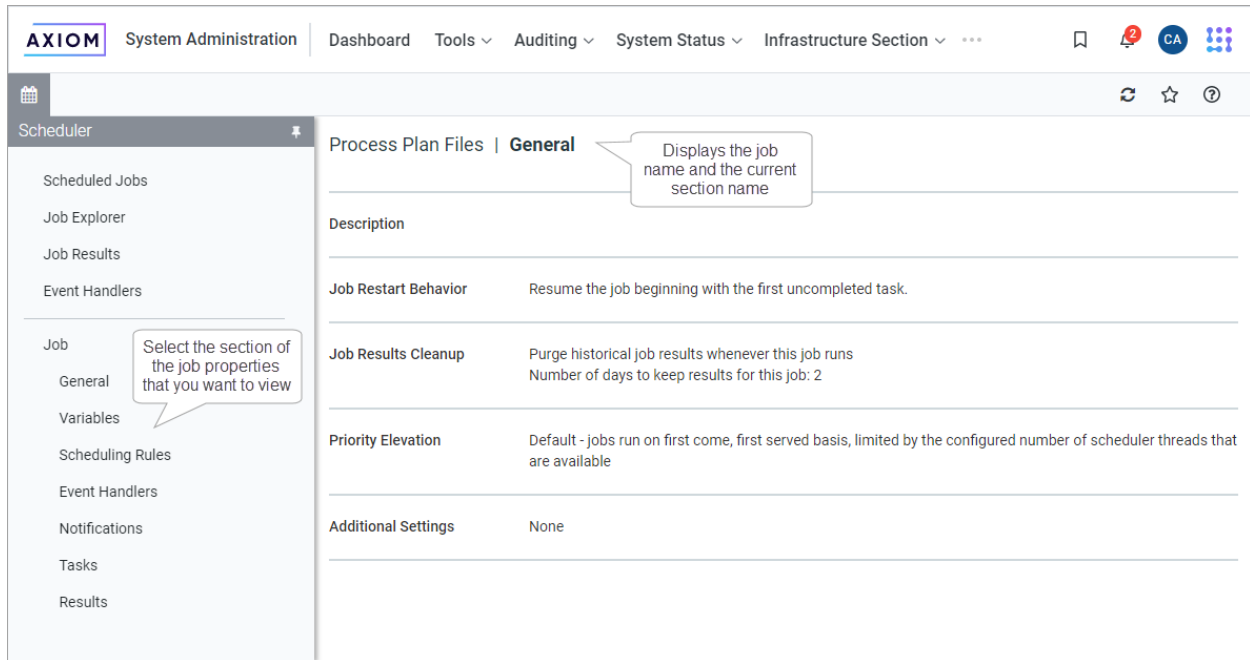 AXIOM System Administration Dashboard Tools Auditing System Status Infrastructure Section ... 2 CA
Scheduler
Scheduled Jobs
Job Explorer
Job Results
Event Handlers
Job
General
Variables
Scheduling Rules
Event Handlers
Notifications
Tasks
Results
Select the section of
the job properties
that you want to view
Process Plan Files | General
Displays the job
name and the current
section name
Description
Job Restart Behavior Resume the job beginning with the first uncompleted task.
Job Results Cleanup Purge historical job results whenever this job runs
Number of days to keep results for this job: 2
Priority Elevation Default - jobs run on first come, first served basis, limited by the configured number of scheduler threads that
are available
Additional Settings None